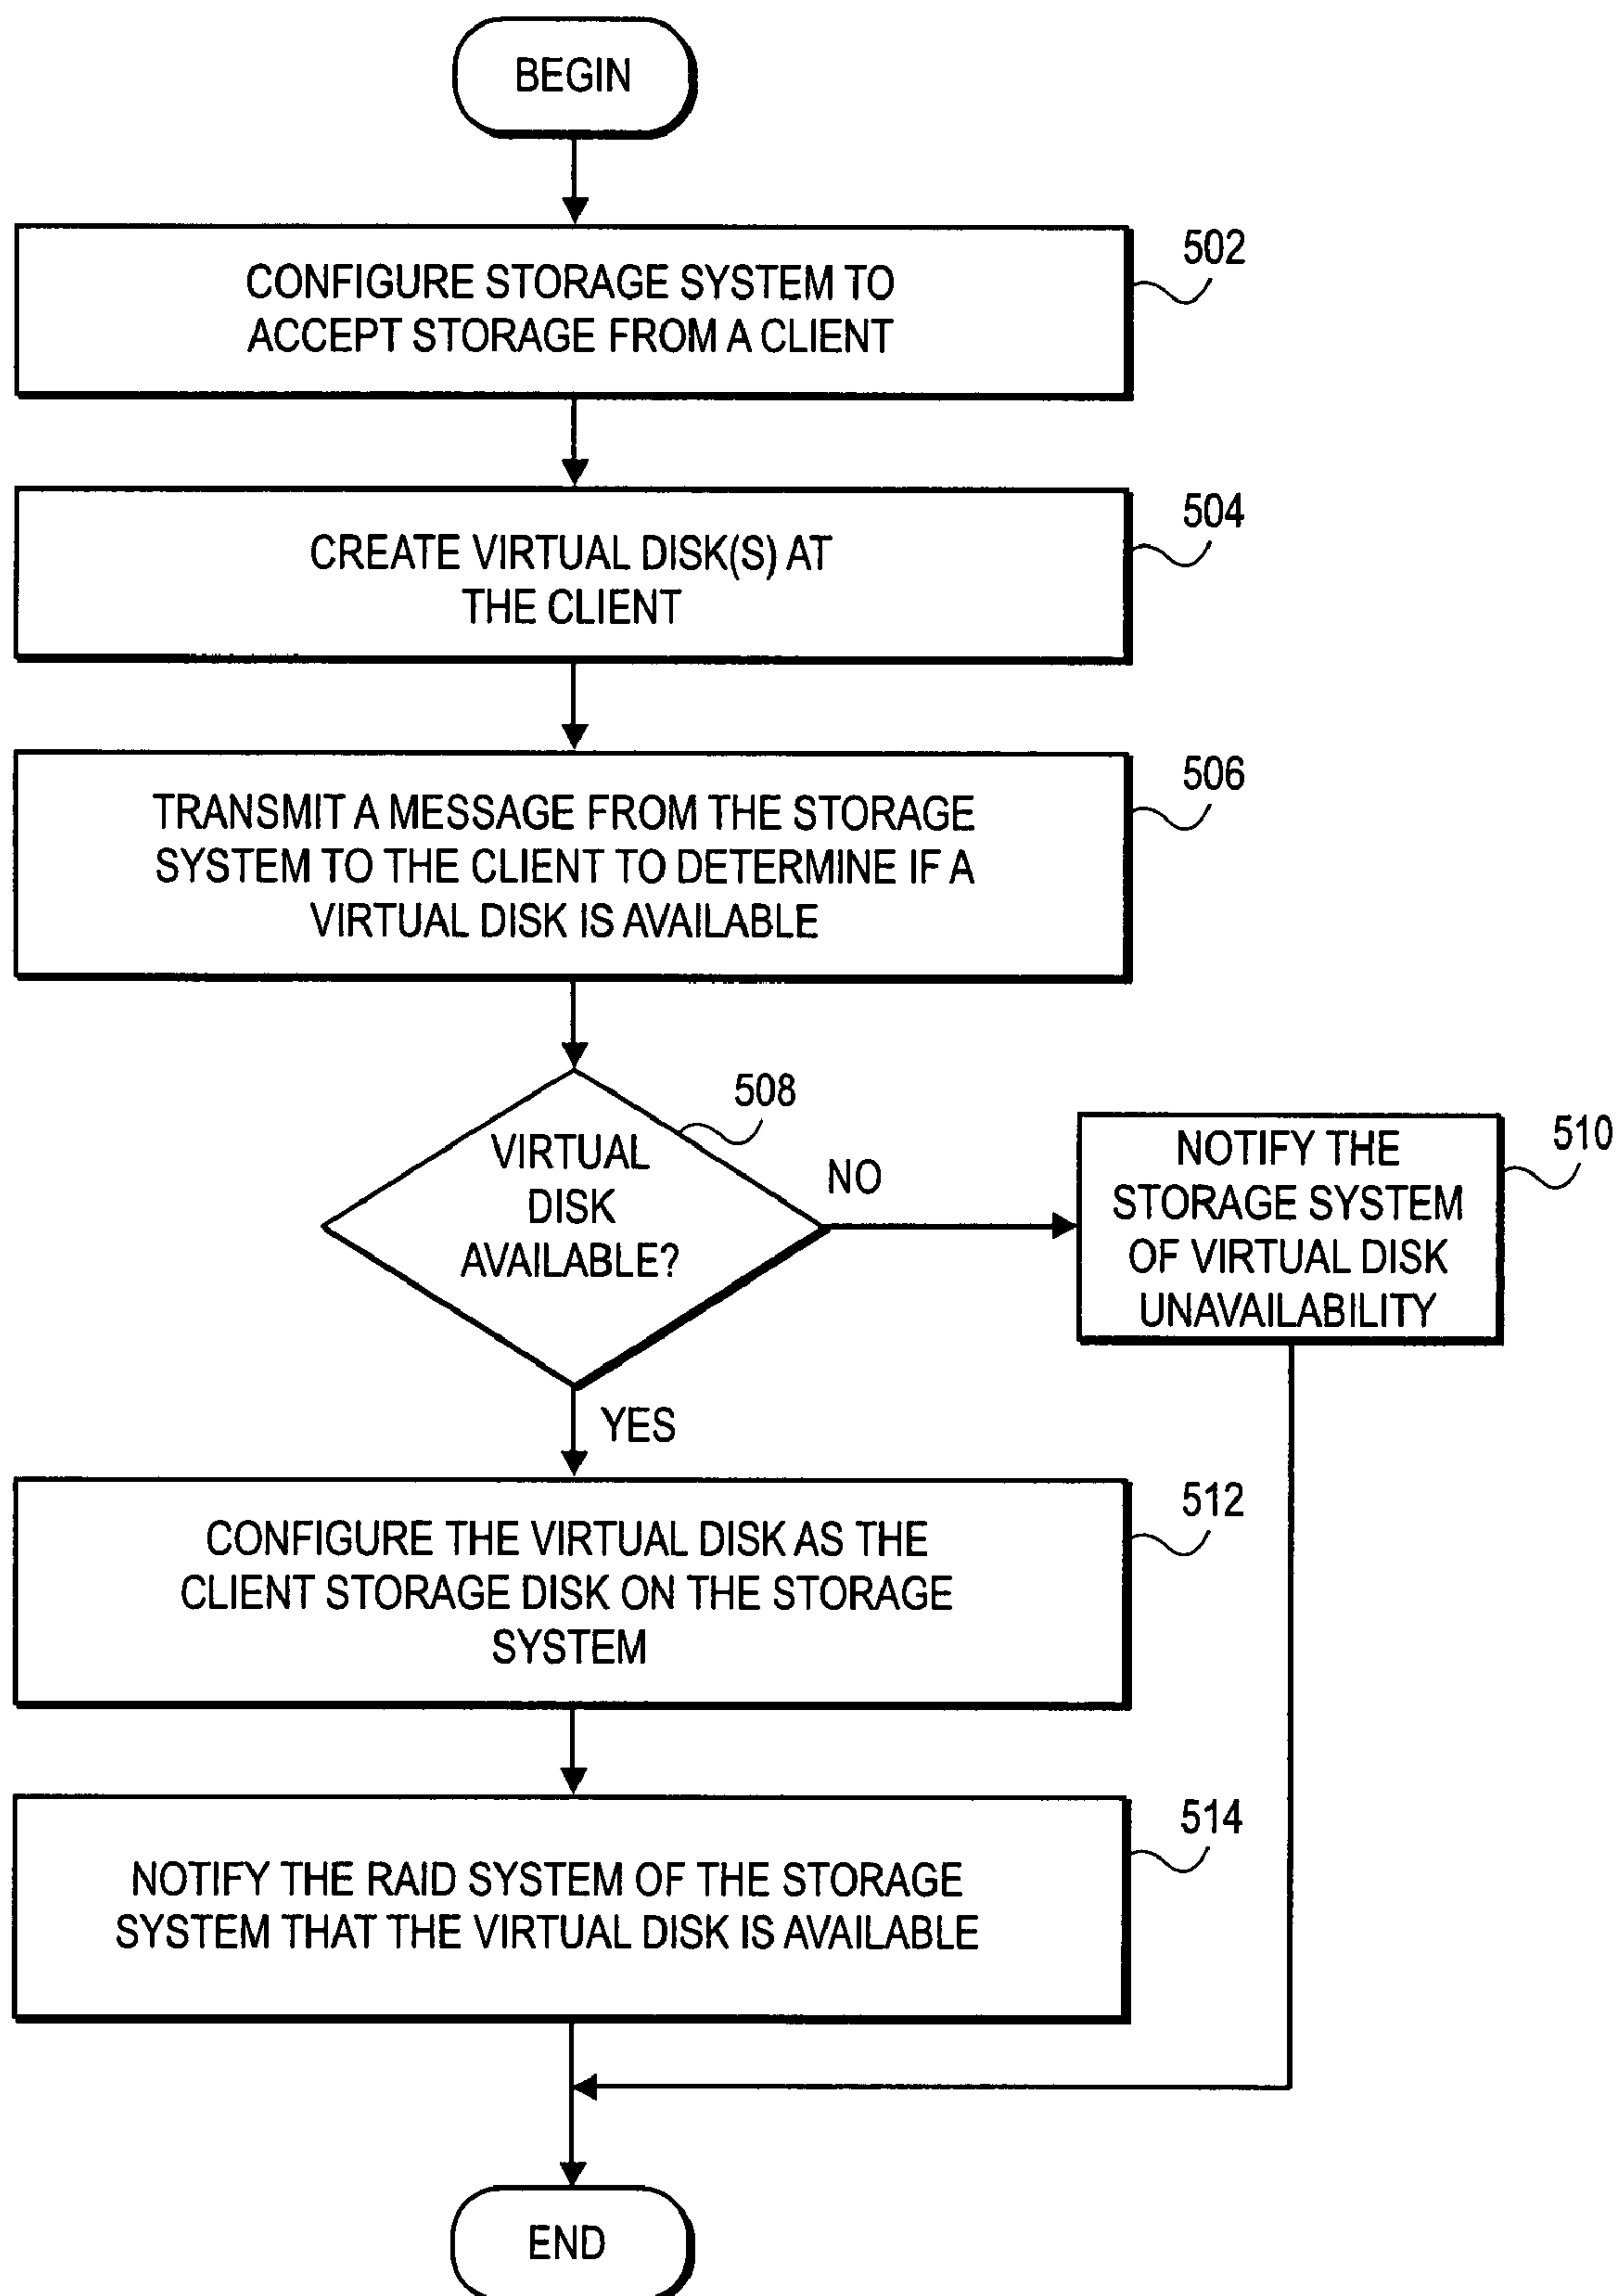 BEGIN
CONFIGURE STORAGE SYSTEM TO
ACCEPT STORAGE FROM A CLIENT
502
CREATE VIRTUAL DISK(S) AT
THE CLIENT
504
TRANSMIT A MESSAGE FROM THE STORAGE
SYSTEM TO THE CLIENT TO DETERMINE IF A
VIRTUAL DISK IS AVAILABLE
506
VIRTUAL
DISK
AVAILABLE?
508
NO
NOTIFY THE
STORAGE SYSTEM
OF VIRTUAL DISK
UNAVAILABILITY
510
YES
CONFIGURE THE VIRTUAL DISK AS THE
CLIENT STORAGE DISK ON THE STORAGE
SYSTEM
512
NOTIFY THE RAID SYSTEM OF THE STORAGE
SYSTEM THAT THE VIRTUAL DISK IS AVAILABLE
514
END